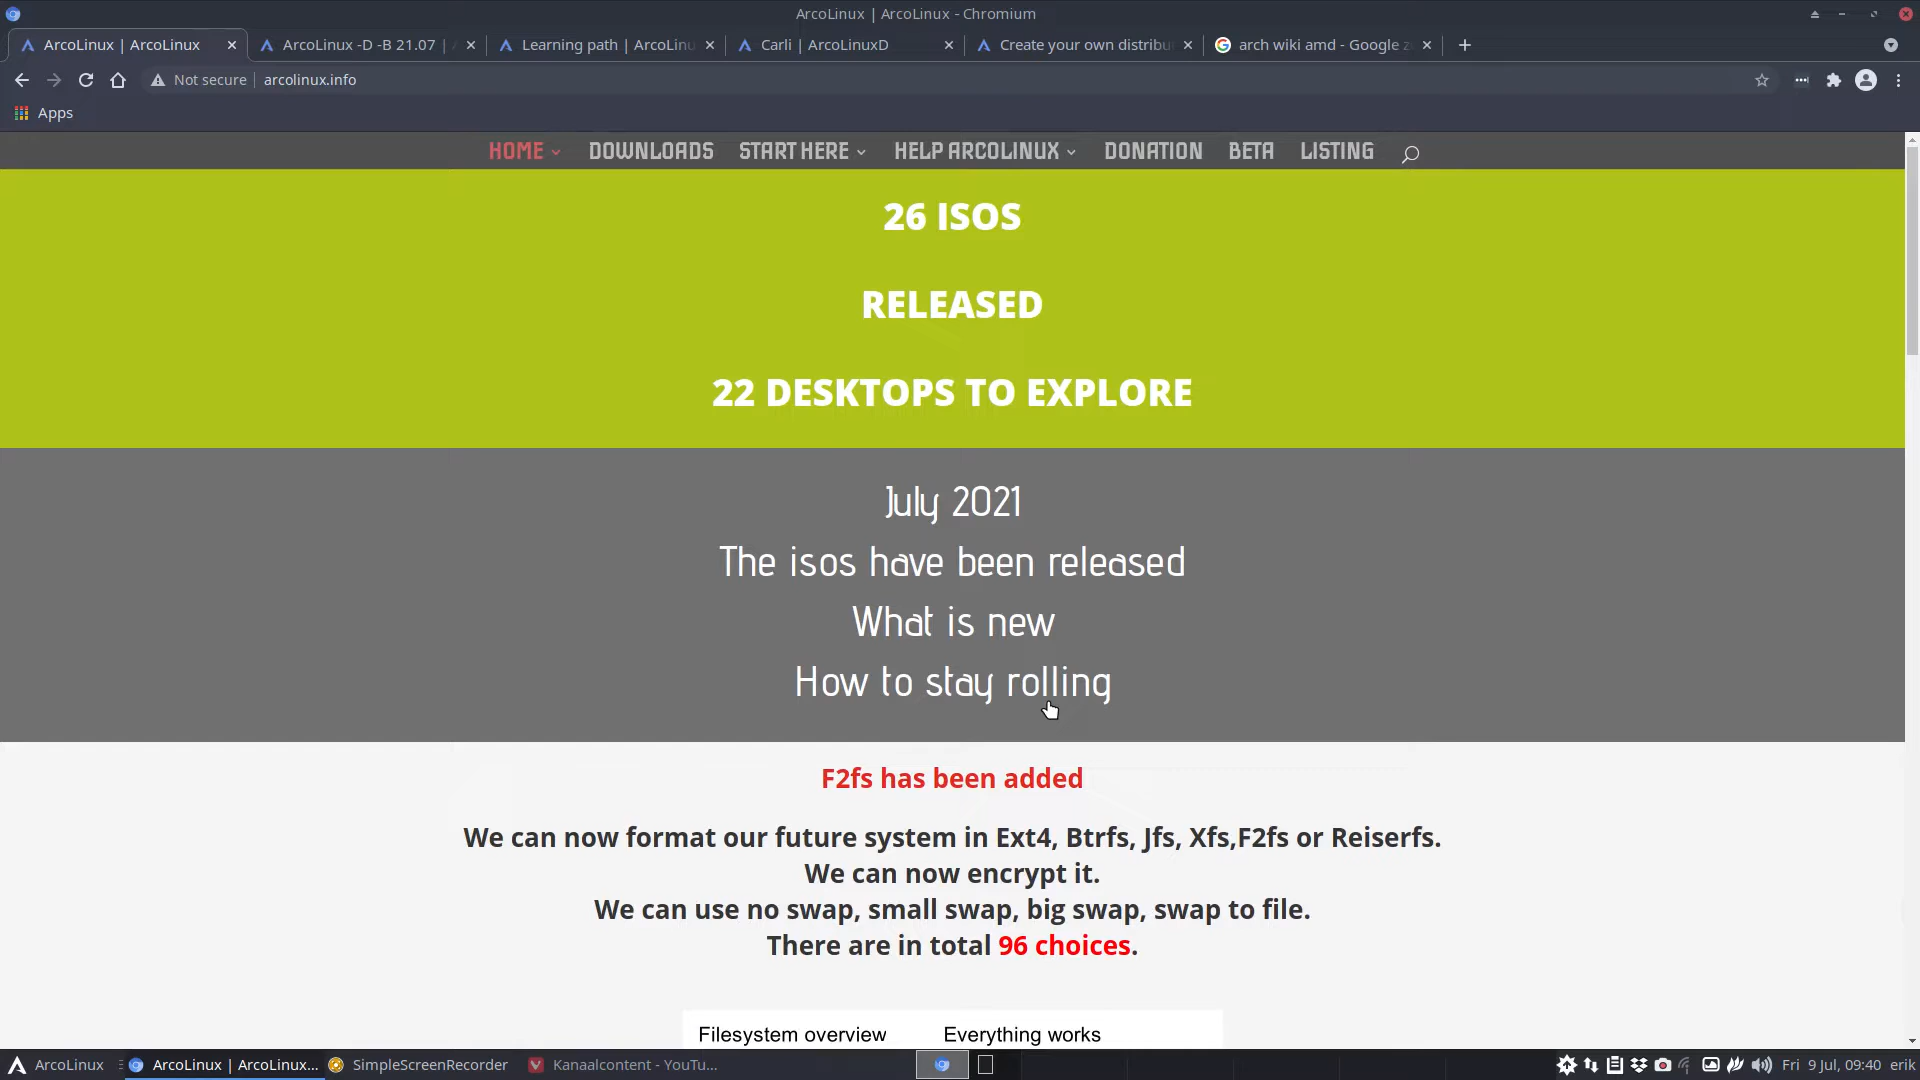 ArcoLinux | ArcoLinux - Chromium
ArcoLinux | ArcoLinux
ArcoLinux -D -B 21.07 |
Learning path | ArcoLinu
Carli | ArcoLinuxD
Create your own distribu
arch wiki amd - Google z
Not secure
arcolinux.info
Apps
HOME DOWNLOADS START HERE HELP ARCOLINUX DONATION BETA LISTING
26 ISOS
RELEASED
22 DESKTOPS TO EXPLORE
July 2021
The isos have been released
What is new
How to stay rolling
F2fs has been added
We can now format our future system in Ext4, Btrfs, Jfs, Xfs,F2fs or Reiserfs.
We can now encrypt it.
We can use no swap, small swap, big swap, swap to file.
There are in total 96 choices.
Filesystem overview Everything works
ArcoLinux
ArcoLinux | ArcoLinux...
SimpleScreenRecorder
Kanaalcontent - YouTu...
Fri 9 Jul, 09:40 erik